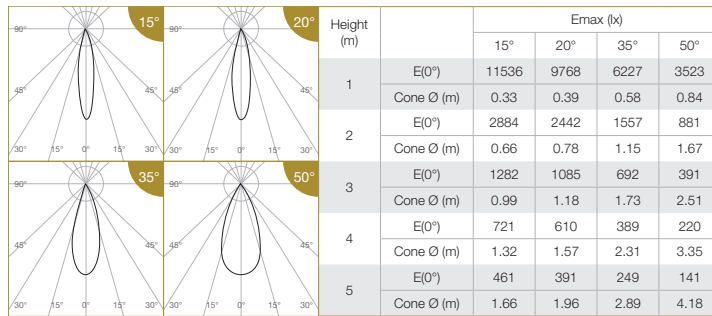 15°
90°
45°
45°
30° 15° 0° 15° 30°
20°
90°
45°
45°
30° 15° 0° 15° 30°
35°
90°
45°
45°
30° 15° 0° 15° 30°
50°
90°
45°
45°
30° 15° 0° 15° 30°
Height (m) Emax (lx)
15° 20° 35° 50°
1 E(0°) 11536 9768 6227 3523
Cone Ø (m) 0.33 0.39 0.58 0.84
2 E(0°) 2884 2442 1557 881
Cone Ø (m) 0.66 0.78 1.15 1.67
3 E(0°) 1282 1085 692 391
Cone Ø (m) 0.99 1.18 1.73 2.51
4 E(0°) 721 610 389 220
Cone Ø (m) 1.32 1.57 2.31 3.35
5 E(0°) 461 391 249 141
Cone Ø (m) 1.66 1.96 2.89 4.18